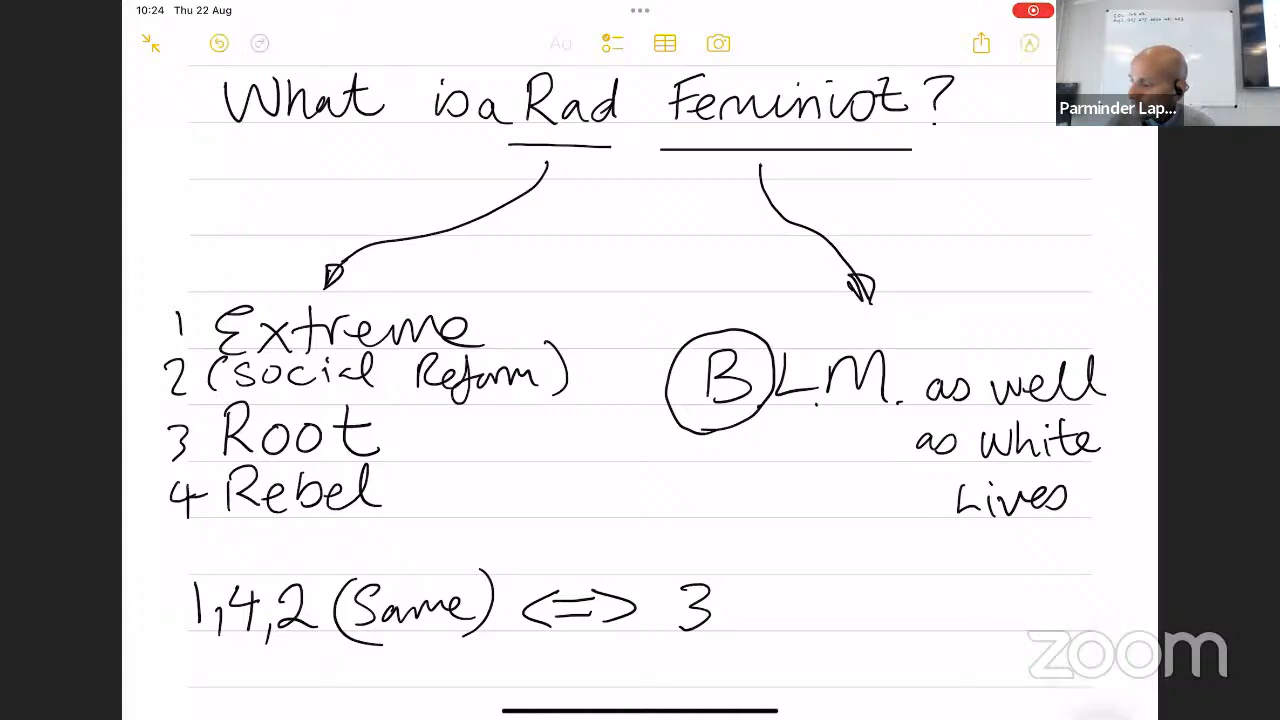 10:24 Thu 22 Aug
Aa
What is a Rad Feminist?
1 Extreme
2 (Social Reform)
3 Root
4 Rebel
B.L.M. as well
as White
Lives
1,4,2 (Same) <=> 3
Parminder Lap...
zoom